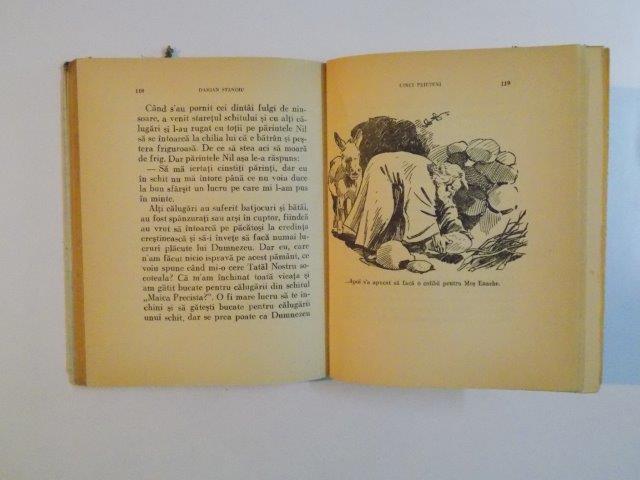 118
DAMIAN STANOIU
Când s'au pornit cei dintâi fulgi de nin-
soare, a venit starețul schitului și cu alți că-
lugări și l-au rugat cu toții pe părintele Nil
să se întoarcă la chilia lui că e bătrân și peș-
tera friguroasă. De ce să stea aci să moară
de frig. Dar părintele Nil așa le-a răspuns:
— Să mă iertați cinstiți părinți, dar eu
în schit nu mă întorc până ce nu voiu duce
la bun sfârșit un lucru pe care mi l-am pus
în minte.
Alți călugări au suferit batjocuri și bătăi,
au fost spânzurați sau arși în cuptor, fiindcă
au vrut să întoarcă pe păcătoși la credința
creștinească și să-i învețe să facă numai lu-
cruri plăcute lui Dumnezeu. Dar eu, care
n'am făcut nicio ispravă pe acest pământ, ce
voiu spune când mi-o cere Tatăl Nostru so-
coteala? Că m'am închinat toată vieața și am
gătit bucate pentru călugării din schitul
„Maica Precista?". O fi mare lucru să te în-
chini și să gătești bucate pentru călugării
unui schit, dar se prea poate ca Dumnezeu
CINCI PRIETENI
119
...Apoi s'a apucat să facă o colibă pentru Moș Enache.